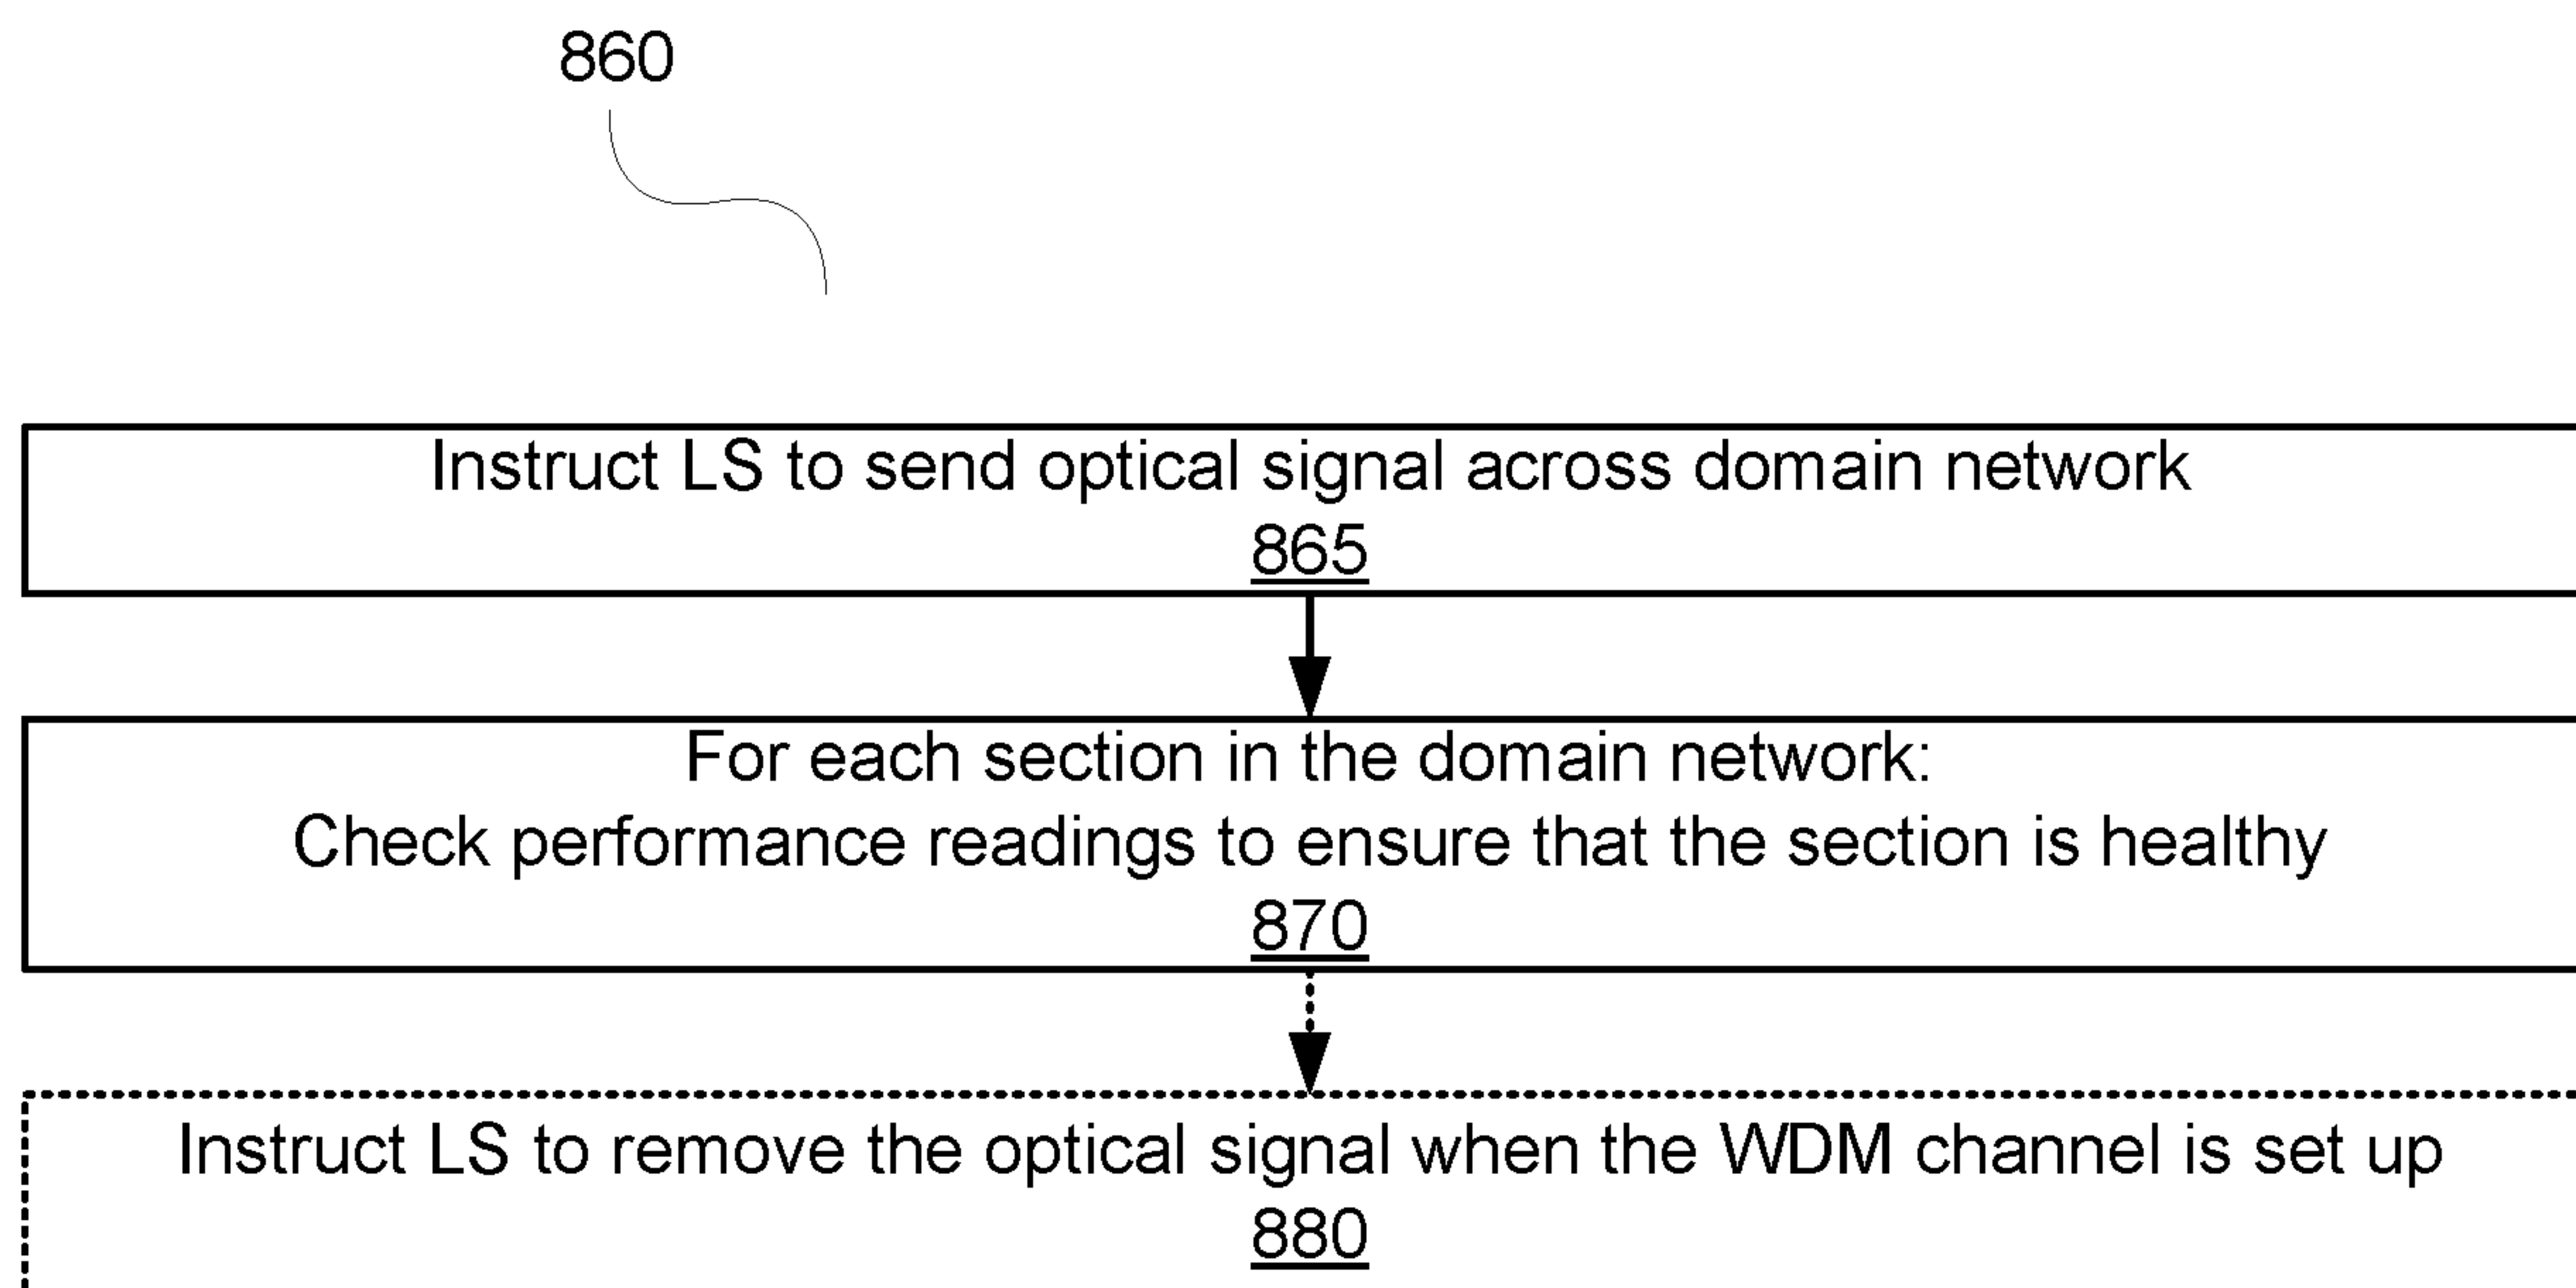 860
Instruct LS to send optical signal across domain network
865
For each section in the domain network:
Check performance readings to ensure that the section is healthy
870
Instruct LS to remove the optical signal when the WDM channel is set up
880